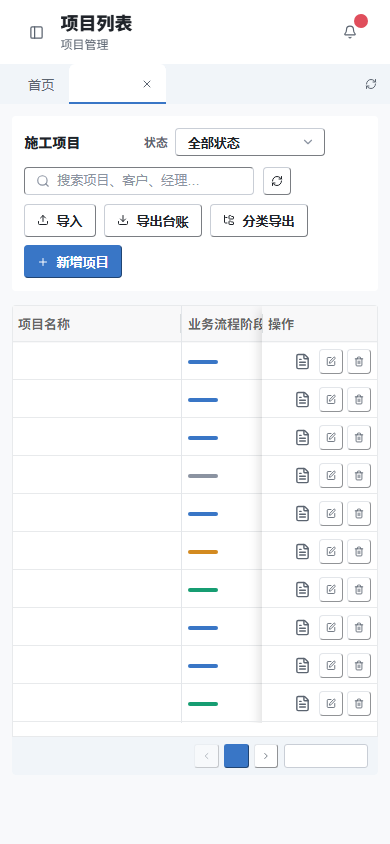 项目列表
项目管理
首页
施工项目
状态
全部状态
搜索项目、客户、经理...
导入
导出台账
分类导出
新增项目
项目名称
业务流程阶段
操作